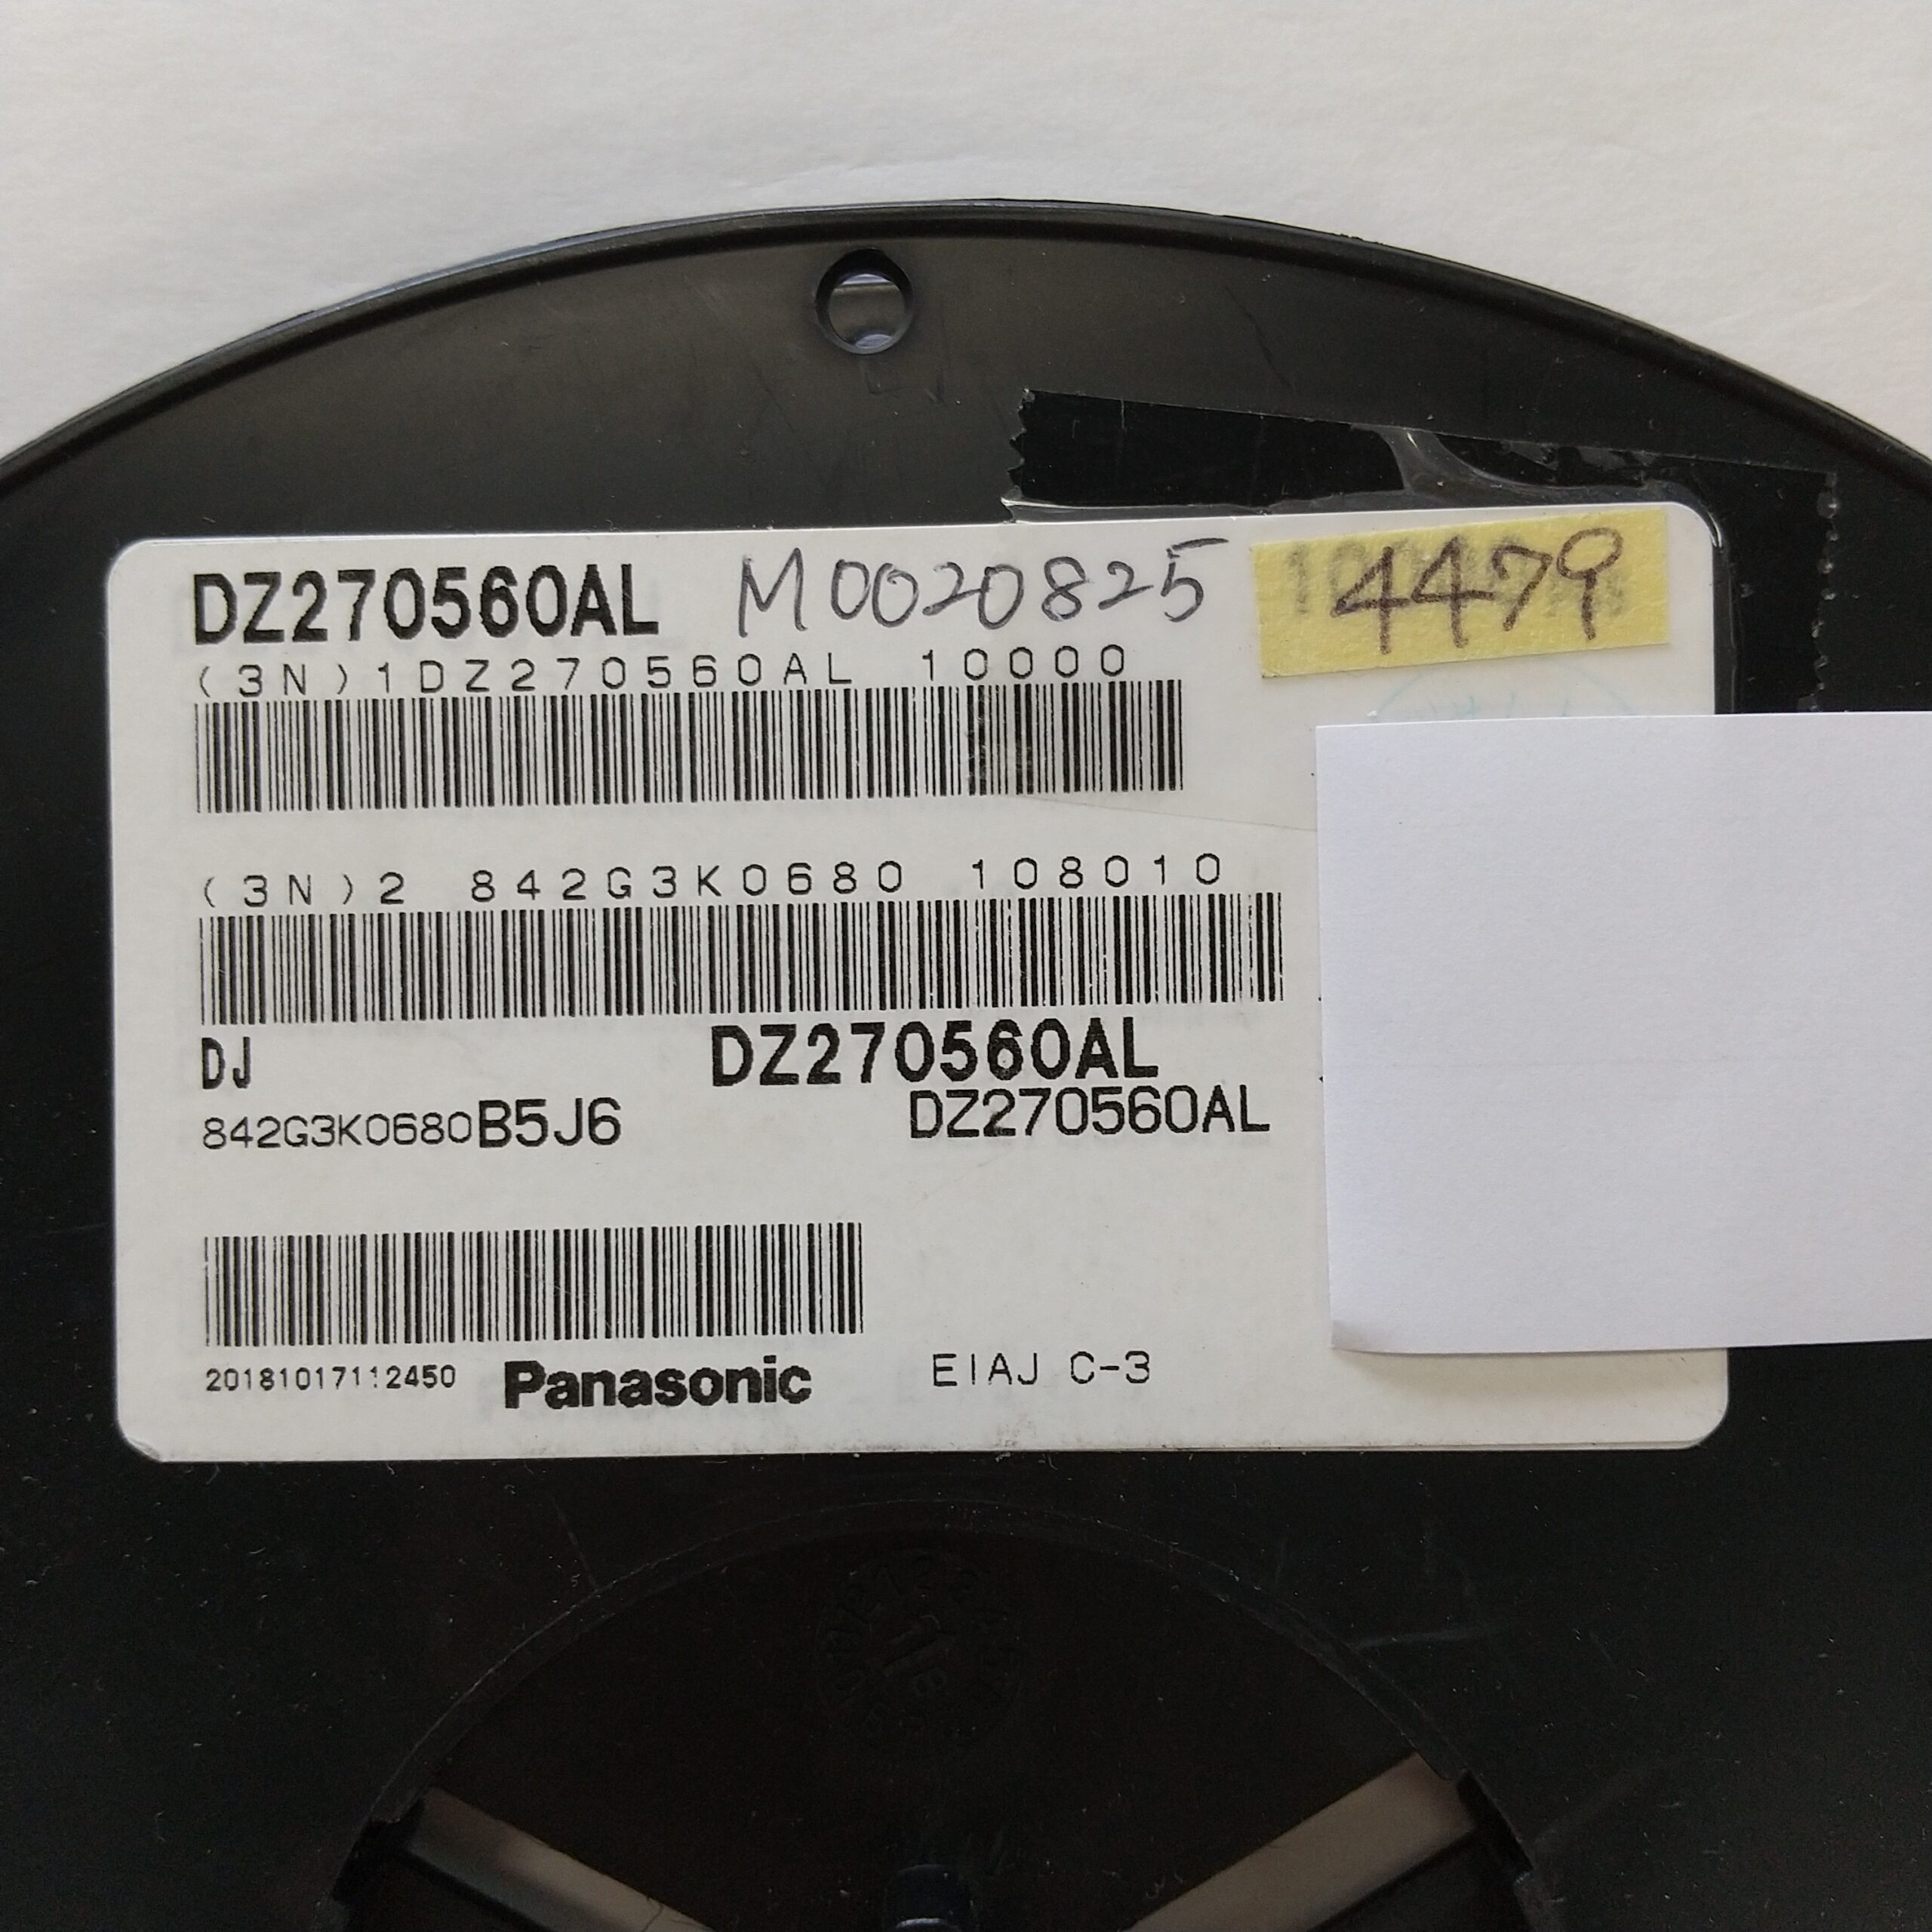 DZ270560AL M0020825 4479
(3N)1DZ270560AL 10000
(3N)2 842G3K0680 108010
DJ DZ270560AL
842G3K0680B5J6 DZ270560AL
20181017112450 Panasonic EIAJ C-3